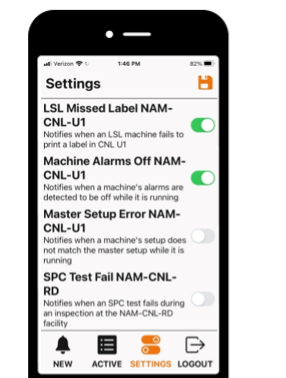 Verizon
1:46 PM
82%
Settings
LSL Missed Label NAM-
CNL-U1
Notifies when an LSL machine fails to
print a label in CNL U1
Machine Alarms Off NAM-
CNL-U1
Notifies when a machine's alarms are
detected to be off while it is running
Master Setup Error NAM-
CNL-U1
Notifies when a machine's setup does
not match the master setup while it is
running
SPC Test Fail NAM-CNL-
RD
Notifies when an SPC test fails during
an inspection at the NAM-CNL-RD
facility
NEW ACTIVE SETTINGS LOGOUT